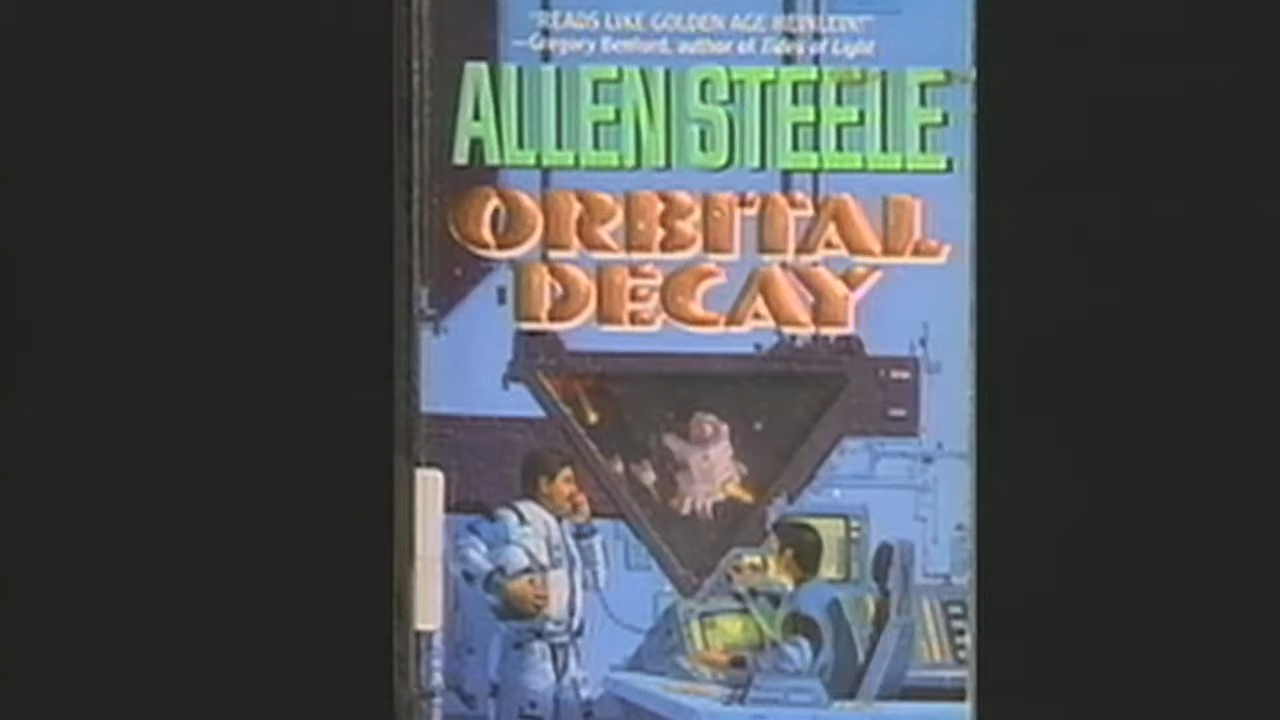 "READS LIKE GOLDEN AGE HEINLEIN!"
—Gregory Benford, author of Tides of Light
ALLEN STEELE
ORBITAL
DECAY